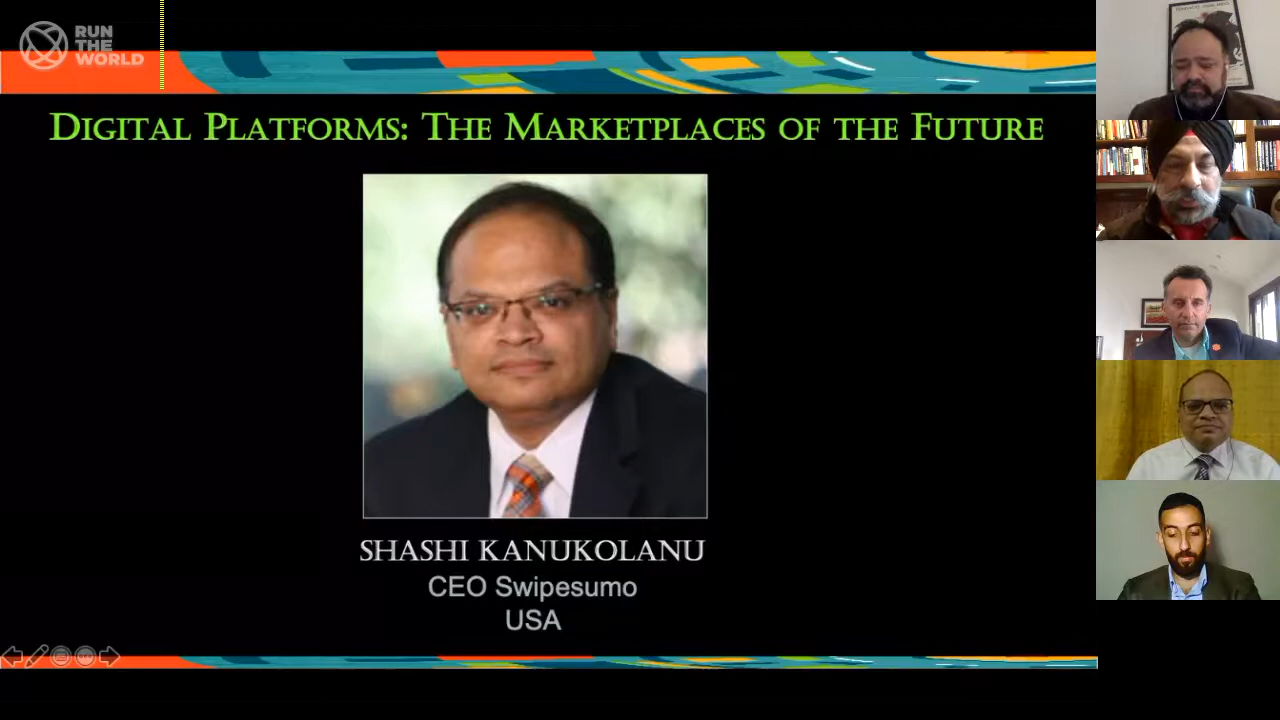 RUN
THE
WORLD
DIGITAL PLATFORMS: THE MARKETPLACES OF THE FUTURE
SHASHI KANUKOLANU
CEO Swipesumo
USA